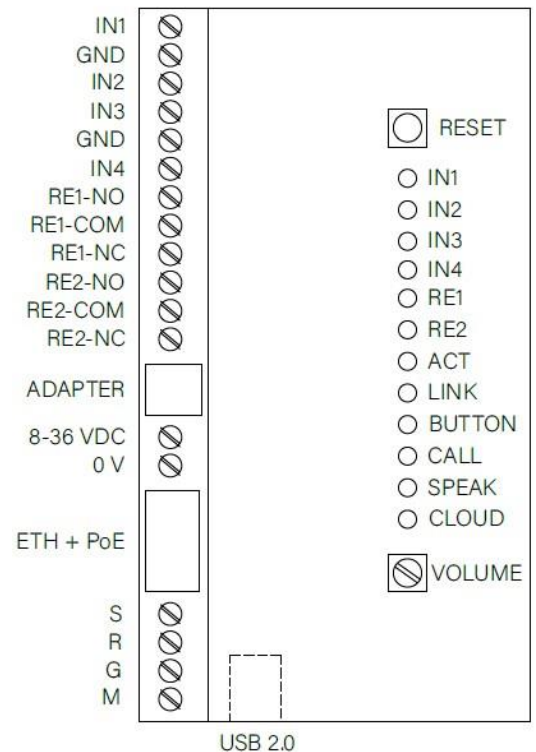 IN1
GND
IN2
IN3
GND
IN4
RE1-NO
RE1-COM
RE1-NC
RE2-NO
RE2-COM
RE2-NC
ADAPTER
8-36 VDC
0 V
ETH + PoE
S
R
G
M
RESET
IN1
IN2
IN3
IN4
RE1
RE2
ACT
LINK
BUTTON
CALL
SPEAK
CLOUD
VOLUME
USB 2.0